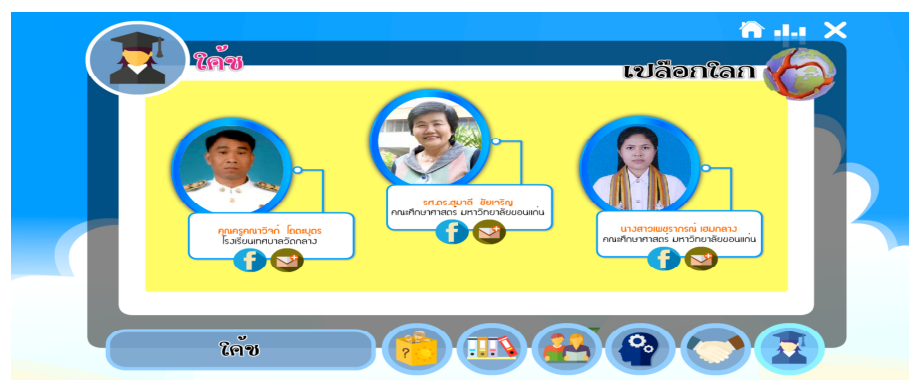 โค้ช
เปลือกโลก
รศ.ดร.สุมาลี ชัยเจริญ
คณะศึกษาศาสตร มหาวิทยาลัยขอนแก่น
คุณครูคณาวิจก์ โถตะบุตร
โรงเรียนเทศบาลวัดกลาง
นางสาวเพชราภรณ์ เฮมกลาง
คณะศึกษาศาสตร มหาวิทยาลัยขอนแก่น
โค้ช